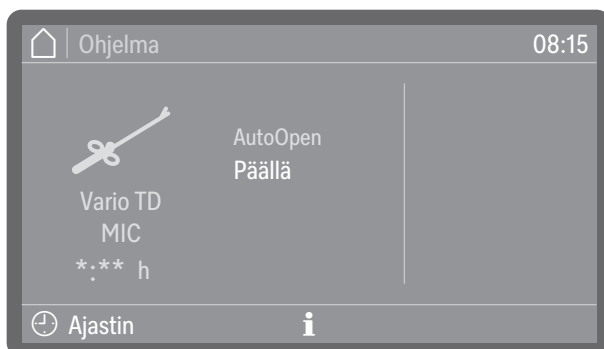 Ohjelma 08:15
AutoOpen
Päällä
Vario TD
MIC
*:** h
Ajastin i